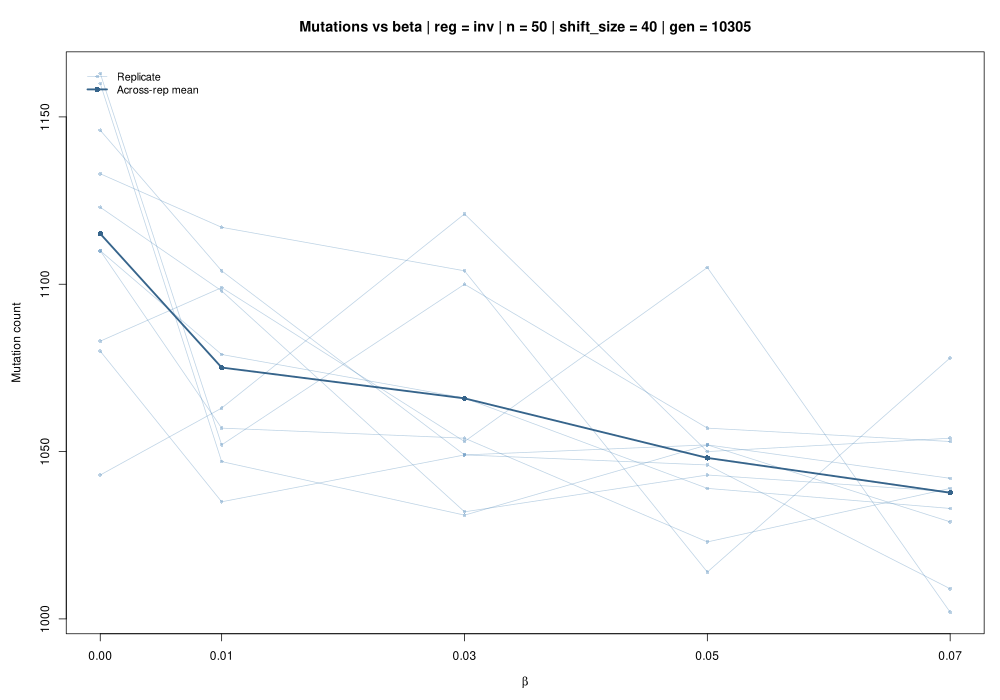 Mutations vs beta | reg = inv | n = 50 | shift_size = 40 | gen = 10305
Replicate
Across-rep mean
1150
1100
1050
1000
Mutation count
0.00 0.01 0.03 0.05 0.07
β